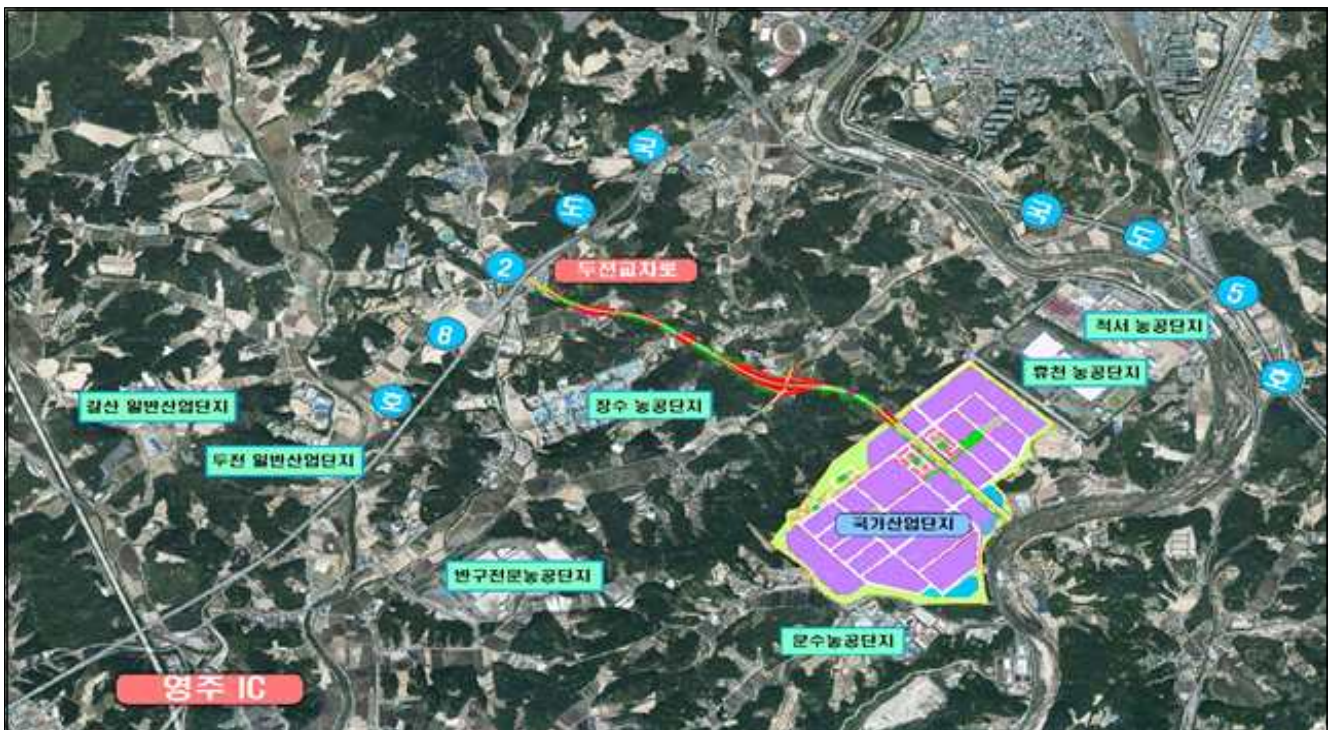 국
도
2
8
호
국
도
5
호
두전교차로
적서 농공단지
휴천 농공단지
갈산 일반산업단지
장수 농공단지
두전 일반산업단지
국가산업단지
반구전문농공단지
문수농공단지
영주 IC